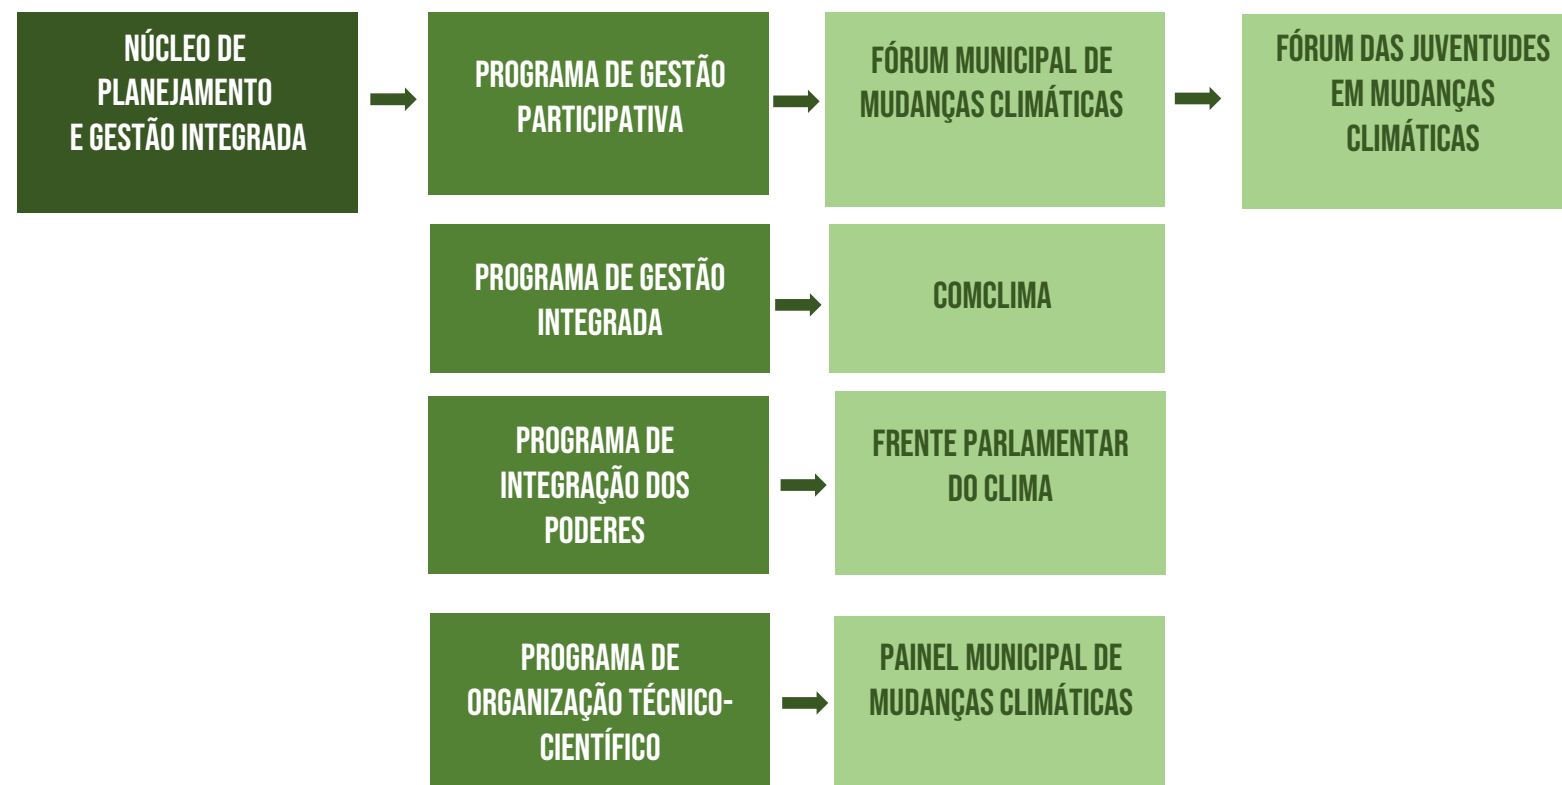 NÚCLEO DE
PLANEJAMENTO
E GESTÃO INTEGRADA
PROGRAMA DE GESTÃO
PARTICIPATIVA
FÓRUM MUNICIPAL DE
MUDANÇAS CLIMÁTICAS
FÓRUM DAS JUVENTUDES
EM MUDANÇAS
CLIMÁTICAS
PROGRAMA DE GESTÃO
INTEGRADA
COMCLIMA
PROGRAMA DE
INTEGRAÇÃO DOS
PODERES
FRENTE PARLAMENTAR
DO CLIMA
PROGRAMA DE
ORGANIZAÇÃO TÉCNICO-
CIENTÍFICO
PAINEL MUNICIPAL DE
MUDANÇAS CLIMÁTICAS